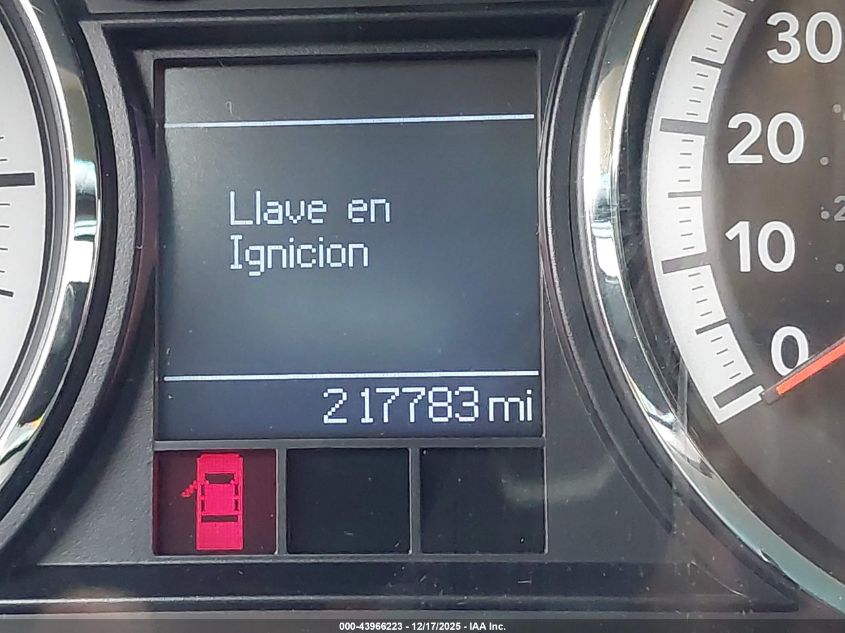 30
20
10
0
Llave en
Ignicion
217783 mi
000-43966223 - 12/17/2025 - IAA Inc.